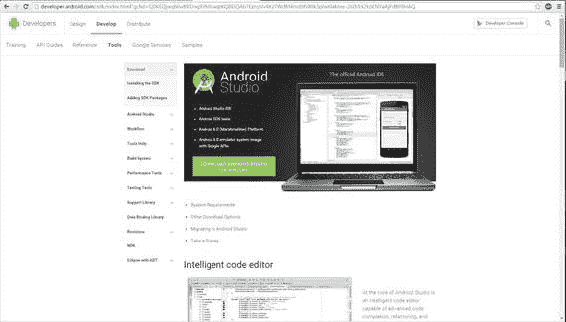 developer.android.com/sdk/index.html
Developers
Design
Develop
Distribute
Developer Console
Training
API Guides
Reference
Tools
Google Services
Samples
Download
Installing the SDK
Adding SDK Packages
Android Studio
Workflow
Tools Help
Build System
Performance Tools
Testing Tools
Support Library
Data Binding Library
Revisions
NDK
Eclipse with ADT
Android
Studio
The official Android IDE
Android Studio IDE
Android SDK tools
Android 6.0 (Marshmallow) Platform
Android 6.0 emulator system image
with Google APIs
System Requirements
Other Download Options
Migrating to Android Studio
Take a Survey
Intelligent code editor
At the core of Android Studio is
an intelligent code editor
capable of advanced code
completion, refactoring, and